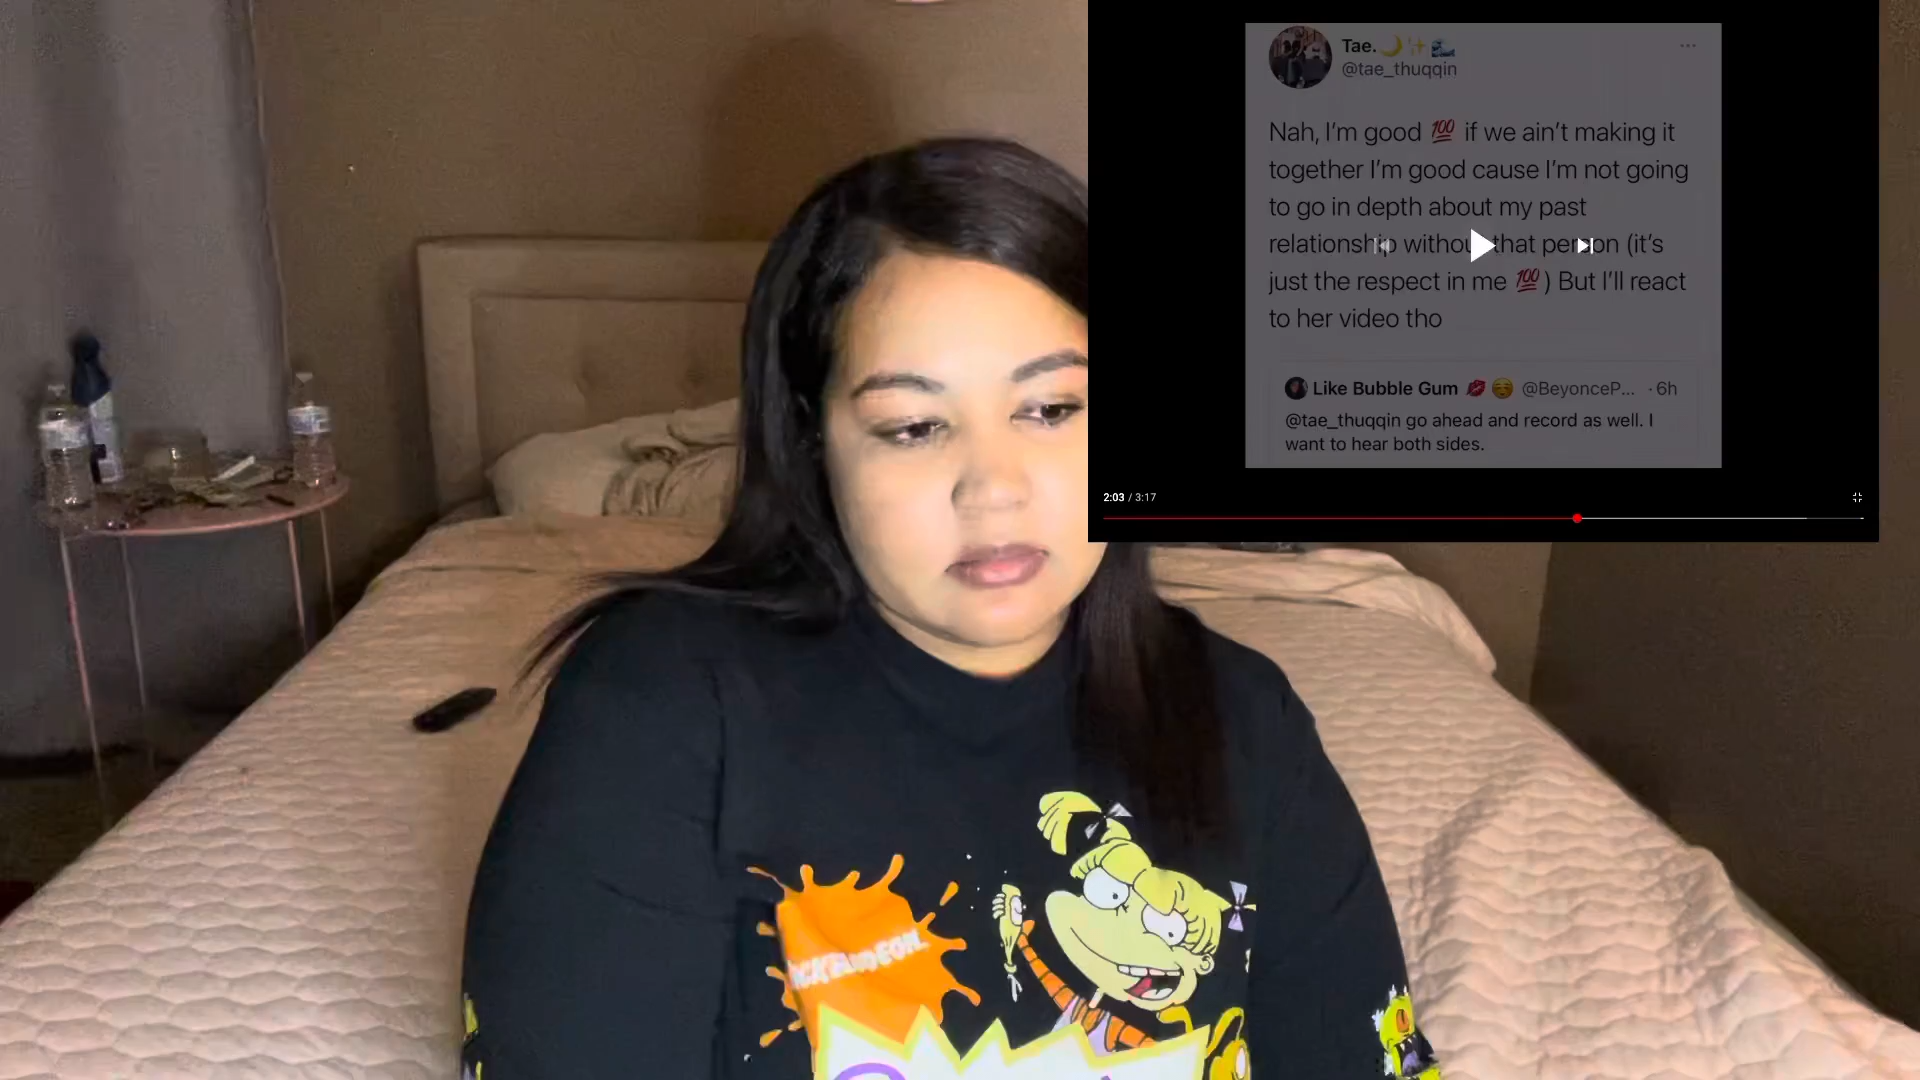 Tae.🌙✨🌊
@tae_thuqqin
Nah, I'm good 💯 if we ain't making it
together I'm good cause I'm not going
to go in depth about my past
relationship without that person (it's
just the respect in me 💯) But I'll react
to her video tho
Like Bubble Gum 💋☺️ @BeyonceP... · 6h
@tae_thuqqin go ahead and record as well. I
want to hear both sides.
2:03 / 3:17
NICKELODEON